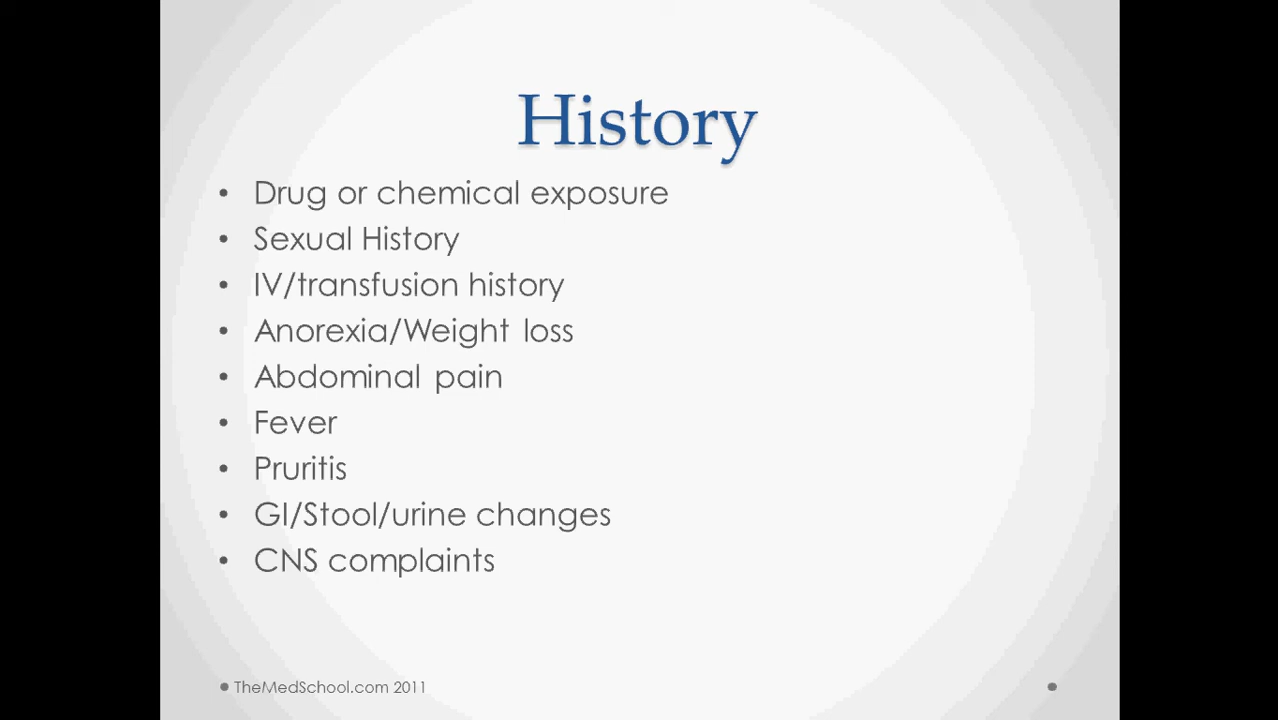 History
• Drug or chemical exposure
• Sexual History
• IV/transfusion history
• Anorexia/Weight loss
• Abdominal pain
• Fever
• Pruritis
• GI/Stool/urine changes
• CNS complaints
TheMedSchool.com 2011